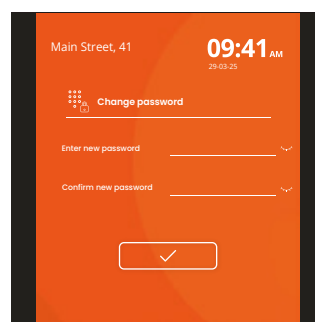 Main Street, 41
09:41 AM
29-03-25
Change password
Enter new password
Confirm new password